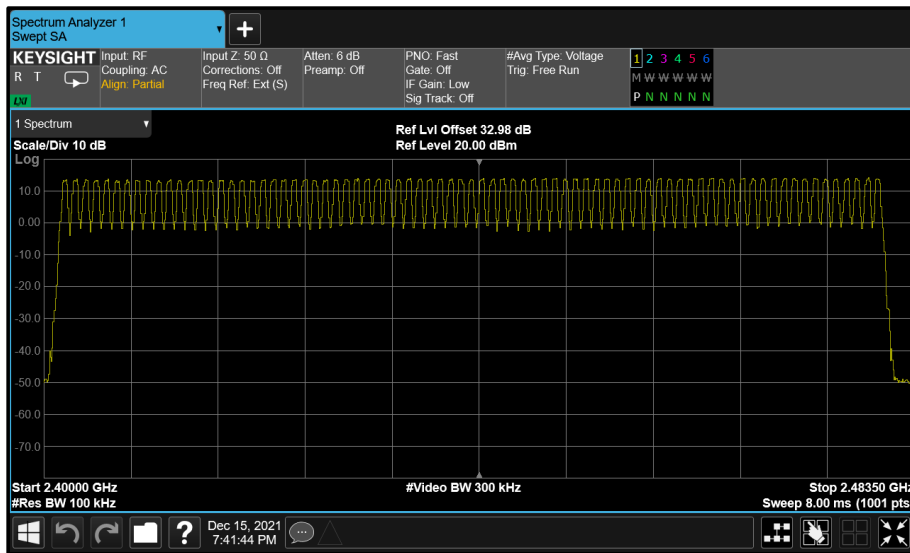 Spectrum Analyzer 1
Swept SA
+
KEYSIGHT
R T
LXI
Input: RF
Coupling: AC
Align: Partial
Input Z: 50 Ω
Corrections: Off
Freq Ref: Ext (S)
Atten: 6 dB
Preamp: Off
PNO: Fast
Gate: Off
IF Gain: Low
Sig Track: Off
#Avg Type: Voltage
Trig: Free Run
1 2 3 4 5 6
M W W W W W
P N N N N N
1 Spectrum
Scale/Div 10 dB
Ref Lvl Offset 32.98 dB
Ref Level 20.00 dBm
Log
10.0
0.00
-10.0
-20.0
-30.0
-40.0
-50.0
-60.0
-70.0
Start 2.40000 GHz
#Video BW 300 kHz
Stop 2.48350 GHz
#Res BW 100 kHz
Sweep 8.00 ms (1001 pts
?
Dec 15, 2021
7:41:44 PM